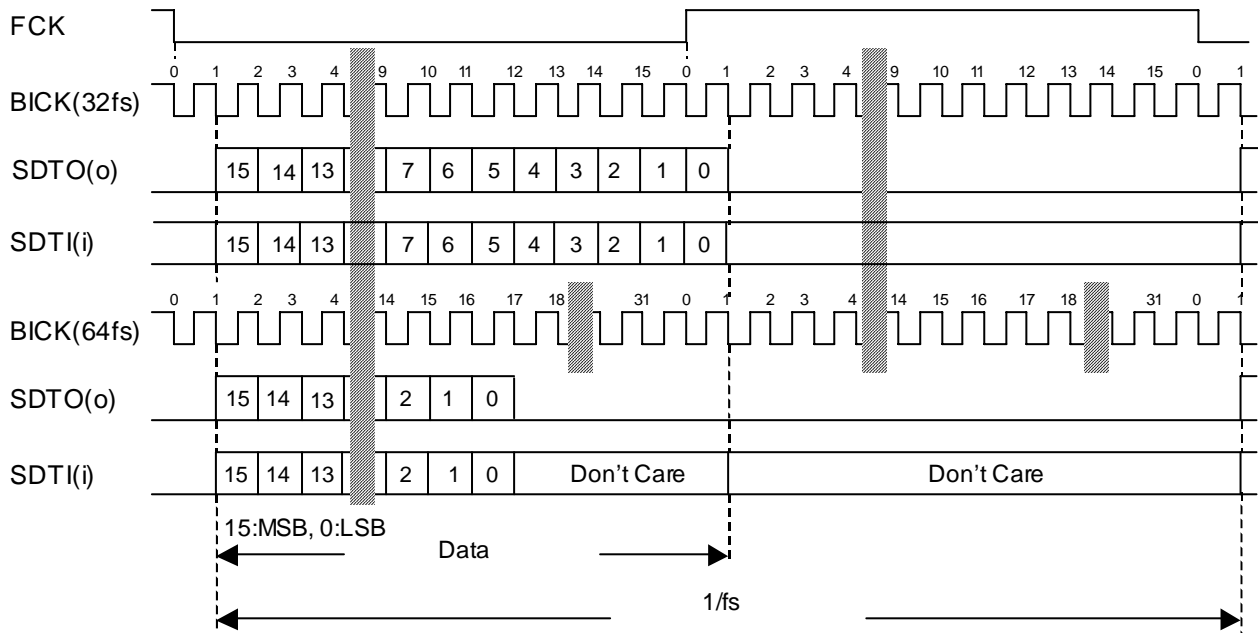 FCK
0 1 2 3 4 9 10 11 12 13 14 15 0 1 2 3 4 9 10 11 12 13 14 15 0 1
BICK(32fs)
SDTO(o) 15 14 13 7 6 5 4 3 2 1 0
SDTI(i) 15 14 13 7 6 5 4 3 2 1 0
0 1 2 3 4 14 15 16 17 18 31 0 1 2 3 4 14 15 16 17 18 31 0 1
BICK(64fs)
SDTO(o) 15 14 13 2 1 0
SDTI(i) 15 14 13 2 1 0 Don't Care Don't Care
15:MSB, 0:LSB
Data
1/fs